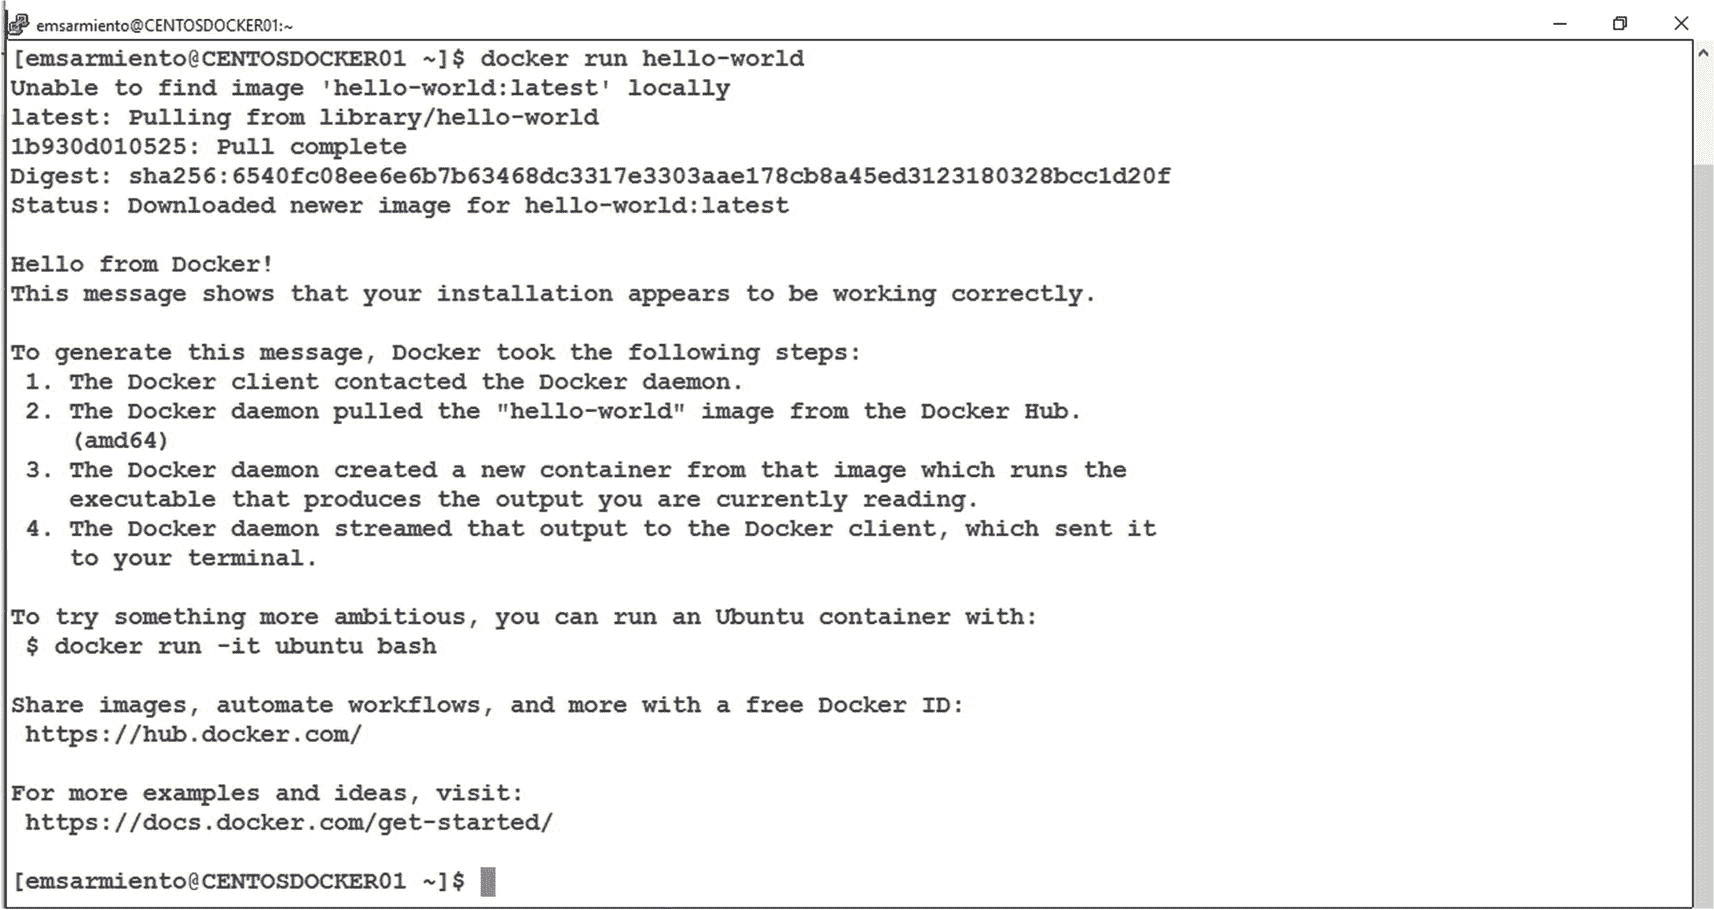 emsarmiento@CENTOSDOCKER01:~
[emsarmiento@CENTOSDOCKER01 ~]$ docker run hello-world
Unable to find image 'hello-world:latest' locally
latest: Pulling from library/hello-world
1b930d010525: Pull complete
Digest: sha256:6540fc08ee6e6b7b63468dc3317e3303aae178cb8a45ed3123180328bcc1d20f
Status: Downloaded newer image for hello-world:latest

Hello from Docker!
This message shows that your installation appears to be working correctly.

To generate this message, Docker took the following steps:
 1. The Docker client contacted the Docker daemon.
 2. The Docker daemon pulled the "hello-world" image from the Docker Hub.
    (amd64)
 3. The Docker daemon created a new container from that image which runs the
    executable that produces the output you are currently reading.
 4. The Docker daemon streamed that output to the Docker client, which sent it
    to your terminal.

To try something more ambitious, you can run an Ubuntu container with:
 $ docker run -it ubuntu bash

Share images, automate workflows, and more with a free Docker ID:
 https://hub.docker.com/

For more examples and ideas, visit:
 https://docs.docker.com/get-started/

[emsarmiento@CENTOSDOCKER01 ~]$